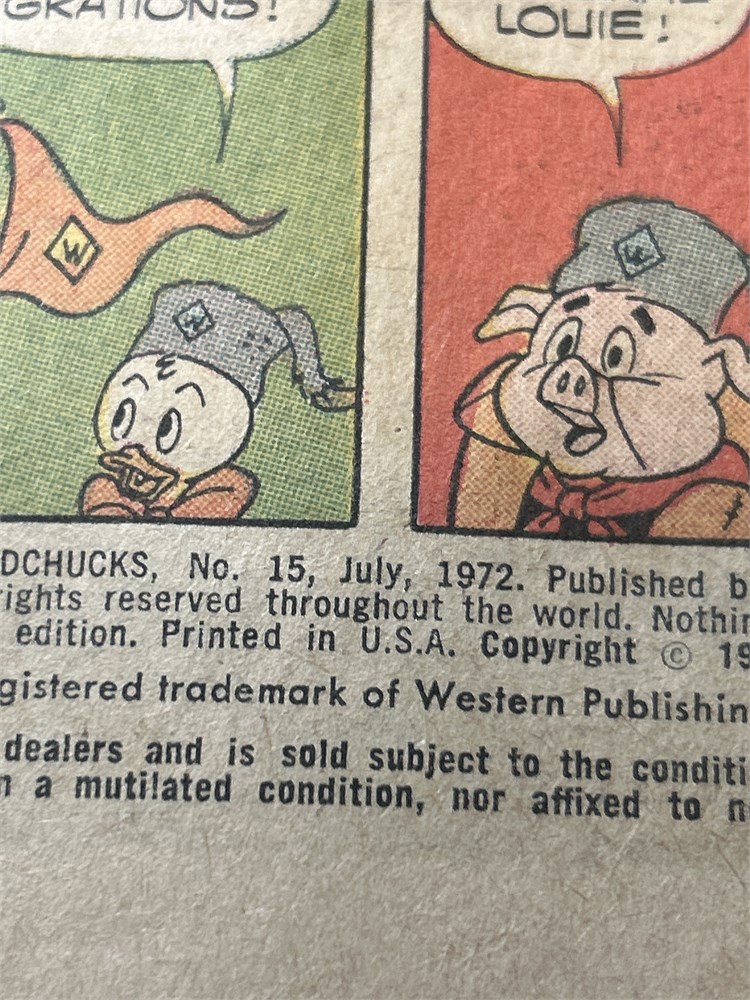 GRATIONS!
LOUIE!
W
DCHUCKS, No. 15, July, 1972. Published b
ights reserved throughout the world. Nothin
edition. Printed in U.S.A. Copyright © 19
gistered trademark of Western Publishin
dealers and is sold subject to the conditi
n a mutilated condition, nor affixed to n